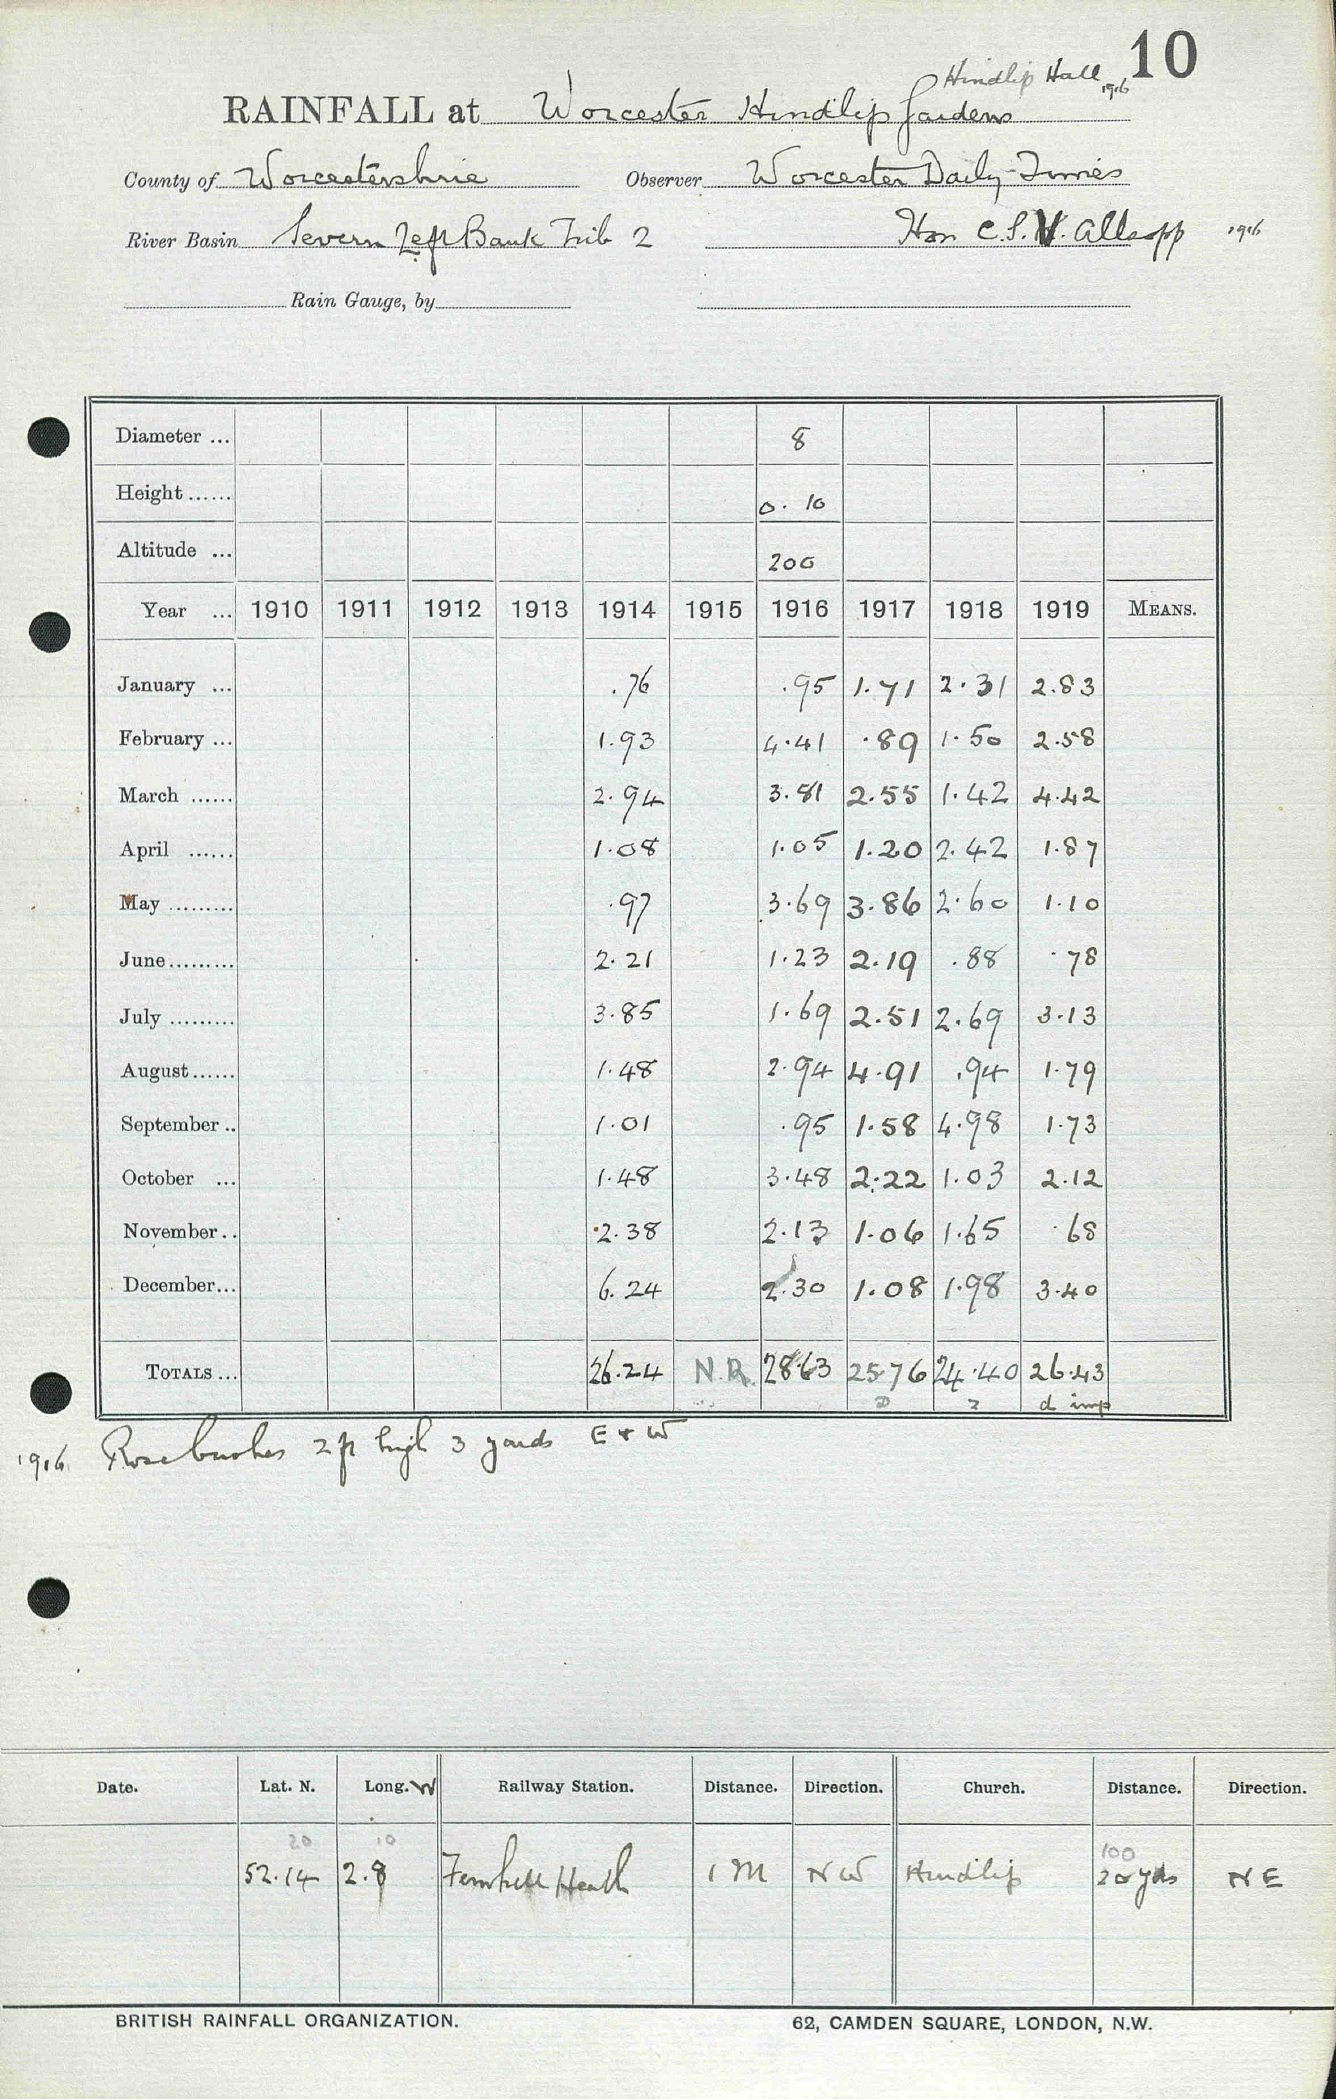 10
Hindlip Hall 1916
RAINFALL at Worcester Hindlip Gardens
County of Worcestershire Observer Worcester Daily Times
River Basin Severn Left Bank Trib 2 Hon C.S.V. Allsopp 1916
Rain Gauge, by
Diameter ... 8
Height ...... 0. 10
Altitude ... 200
Year ... 1910 1911 1912 1913 1914 1915 1916 1917 1918 1919 MEANS.
January ... .76 .95 1.71 2.31 2.83
February ... 1.93 4.41 .89 1.50 2.58
March ...... 2.94 3.81 2.55 1.42 4.42
April ...... 1.08 1.05 1.20 2.42 1.87
May ......... .97 3.69 3.86 2.60 1.10
June ......... 2.21 1.23 2.19 .88 .78
July ......... 3.85 1.69 2.51 2.69 3.13
August ...... 1.48 2.94 4.91 .94 1.79
September .. 1.01 .95 1.58 4.98 1.73
October ... 1.48 3.48 2.22 1.03 2.12
November .. 2.38 2.13 1.06 1.65 .68
December ... 6.24 2.30 1.08 1.98 3.40
TOTALS ... 26.24 N.R. 28.63 25.76 24.40 26.43
d imp
1916 Rose bushes 2 ft high 3 yards E & W
Date. Lat. N. Long. W Railway Station. Distance. Direction. Church. Distance. Direction.
20 10 100
52.14 2.8 Fernhill Heath 1 M NW Hindlip 20 yds NE
BRITISH RAINFALL ORGANIZATION. 62, CAMDEN SQUARE, LONDON, N.W.